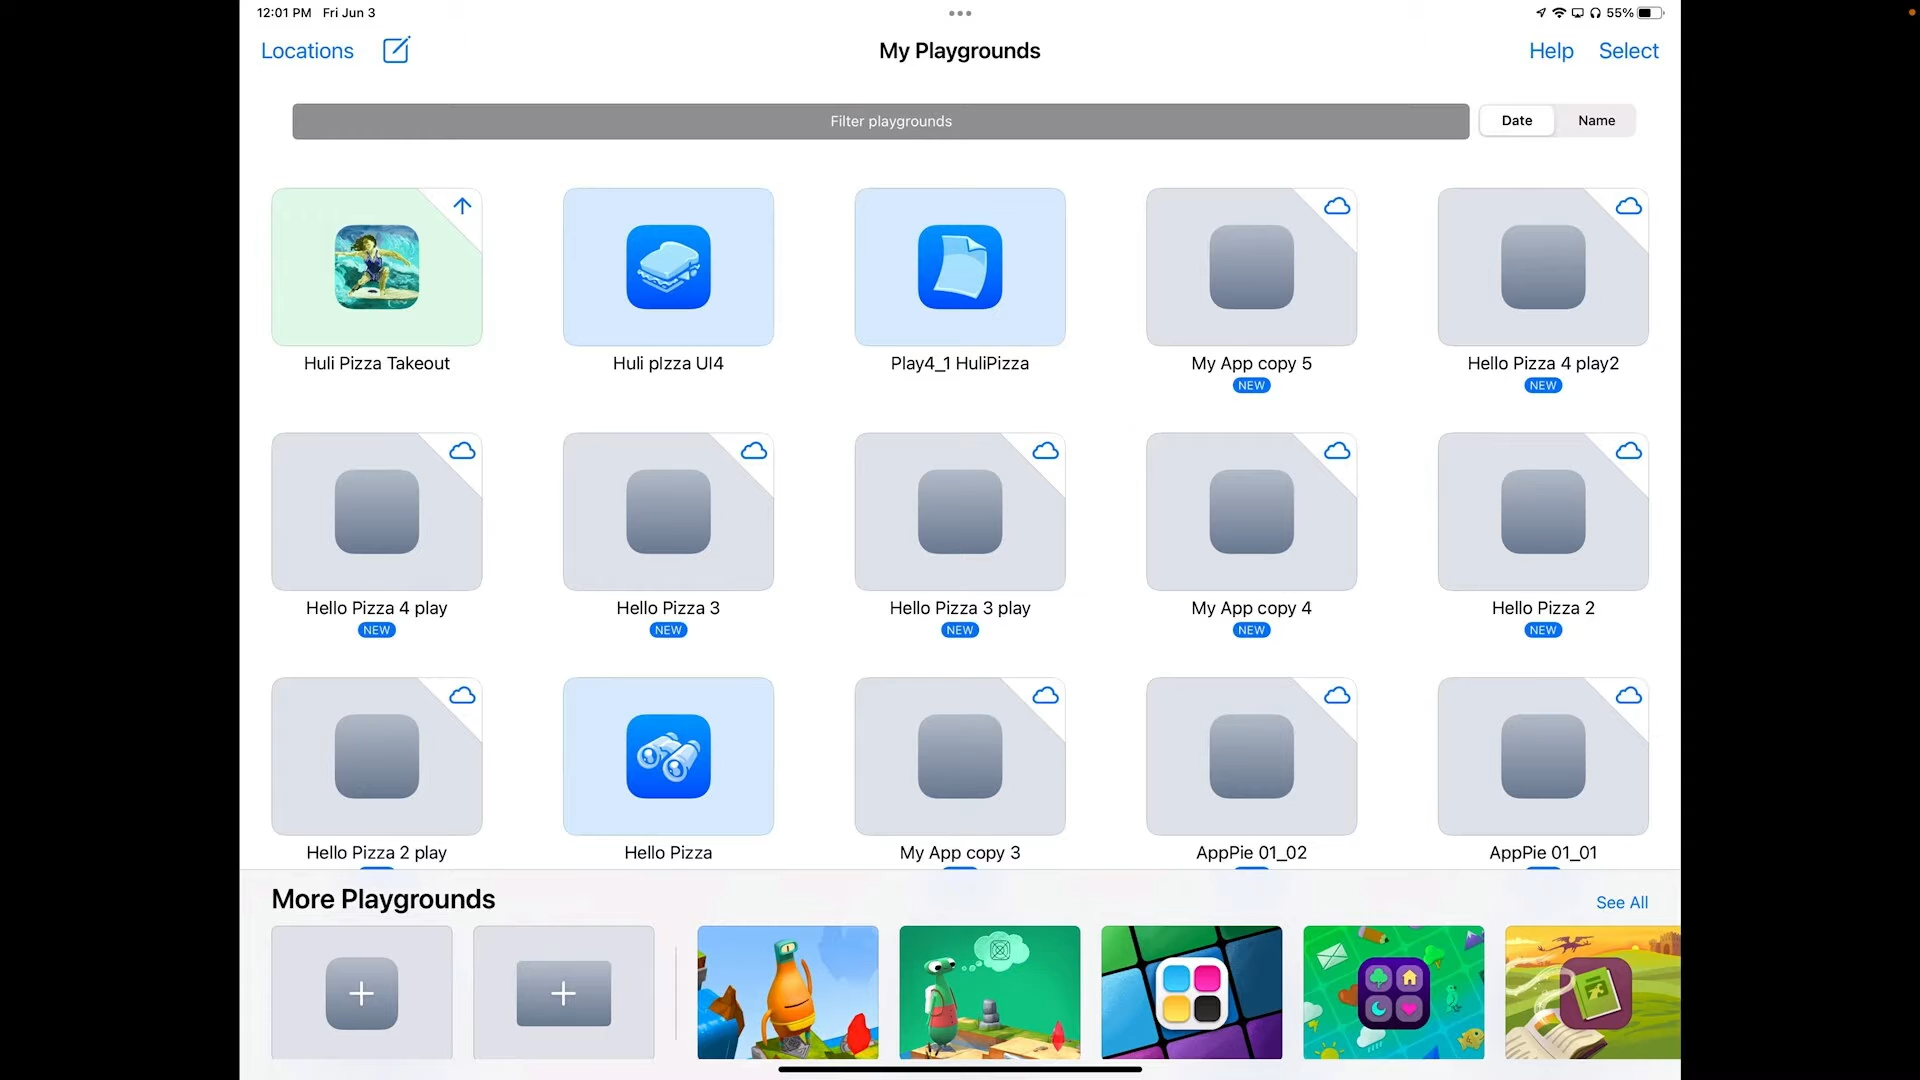 12:01 PM Fri Jun 3
55%
Locations
My Playgrounds
Help
Select
Filter playgrounds
Date
Name
Huli Pizza Takeout
Huli pIzza UI4
Play4_1 HuliPizza
My App copy 5
Hello Pizza 4 play2
NEW
NEW
Hello Pizza 4 play
Hello Pizza 3
Hello Pizza 3 play
My App copy 4
Hello Pizza 2
NEW
NEW
NEW
NEW
NEW
Hello Pizza 2 play
Hello Pizza
My App copy 3
AppPie 01_02
AppPie 01_01
More Playgrounds
See All